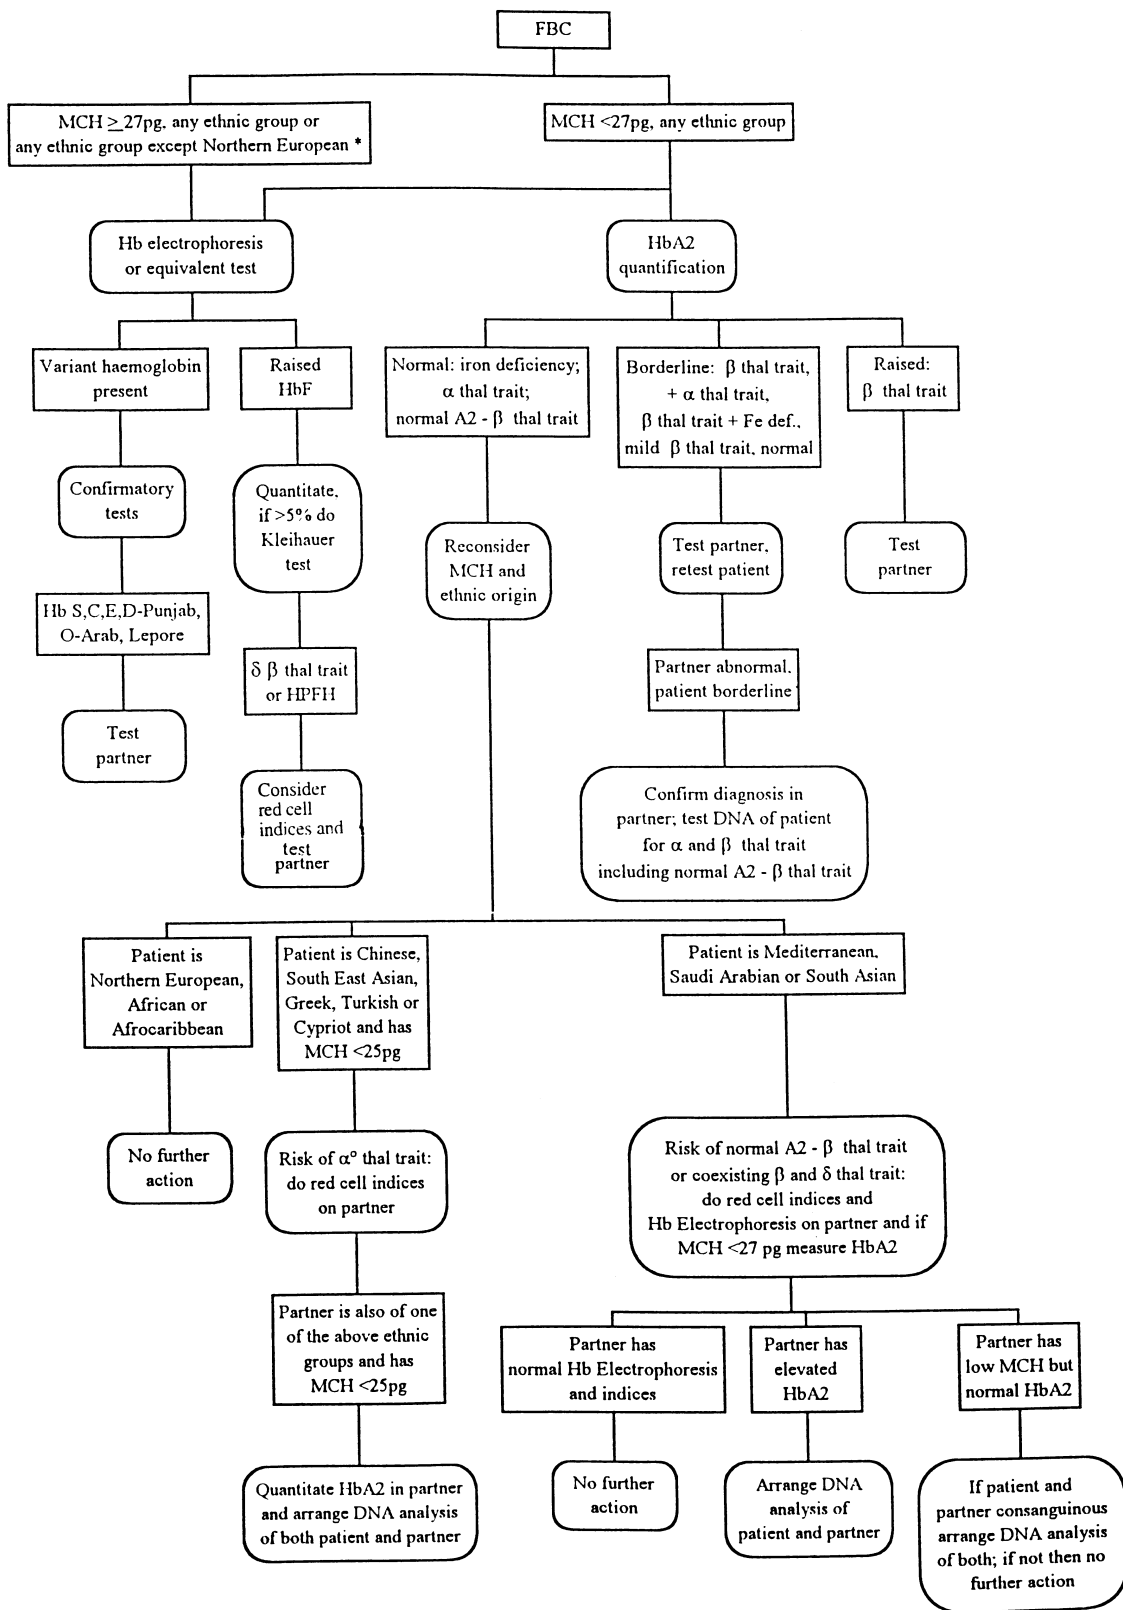 FBC
MCH ≥27pg, any ethnic group or
any ethnic group except Northern European *
MCH <27pg, any ethnic group
Hb electrophoresis
or equivalent test
HbA2
quantification
Variant haemoglobin
present
Raised
HbF
Normal: iron deficiency;
α thal trait;
normal A2 - β thal trait
Borderline: β thal trait,
+ α thal trait,
β thal trait + Fe def.,
mild β thal trait, normal
Raised:
β thal trait
Confirmatory
tests
Quantitate,
if >5% do
Kleihauer
test
Reconsider
MCH and
ethnic origin
Test partner,
retest patient
Test
partner
Hb S,C,E,D-Punjab,
O-Arab, Lepore
δ β thal trait
or HPFH
Partner abnormal,
patient borderline
Test
partner
Consider
red cell
indices and
test
partner
Confirm diagnosis in
partner; test DNA of patient
for α and β thal trait
including normal A2 - β thal trait
Patient is
Northern European,
African or
Afrocaribbean
Patient is Chinese,
South East Asian,
Greek, Turkish or
Cypriot and has
MCH <25pg
Patient is Mediterranean,
Saudi Arabian or South Asian
No further
action
Risk of α° thal trait:
do red cell indices
on partner
Risk of normal A2 - β thal trait
or coexisting β and δ thal trait:
do red cell indices and
Hb Electrophoresis on partner and if
MCH <27 pg measure HbA2
Partner is also of one
of the above ethnic
groups and has
MCH <25pg
Partner has
normal Hb Electrophoresis
and indices
Partner has
elevated
HbA2
Partner has
low MCH but
normal HbA2
Quantitate HbA2 in partner
and arrange DNA analysis
of both patient and partner
No further
action
Arrange DNA
analysis of
patient and partner
If patient and
partner consanguinous
arrange DNA analysis
of both; if not then no
further action